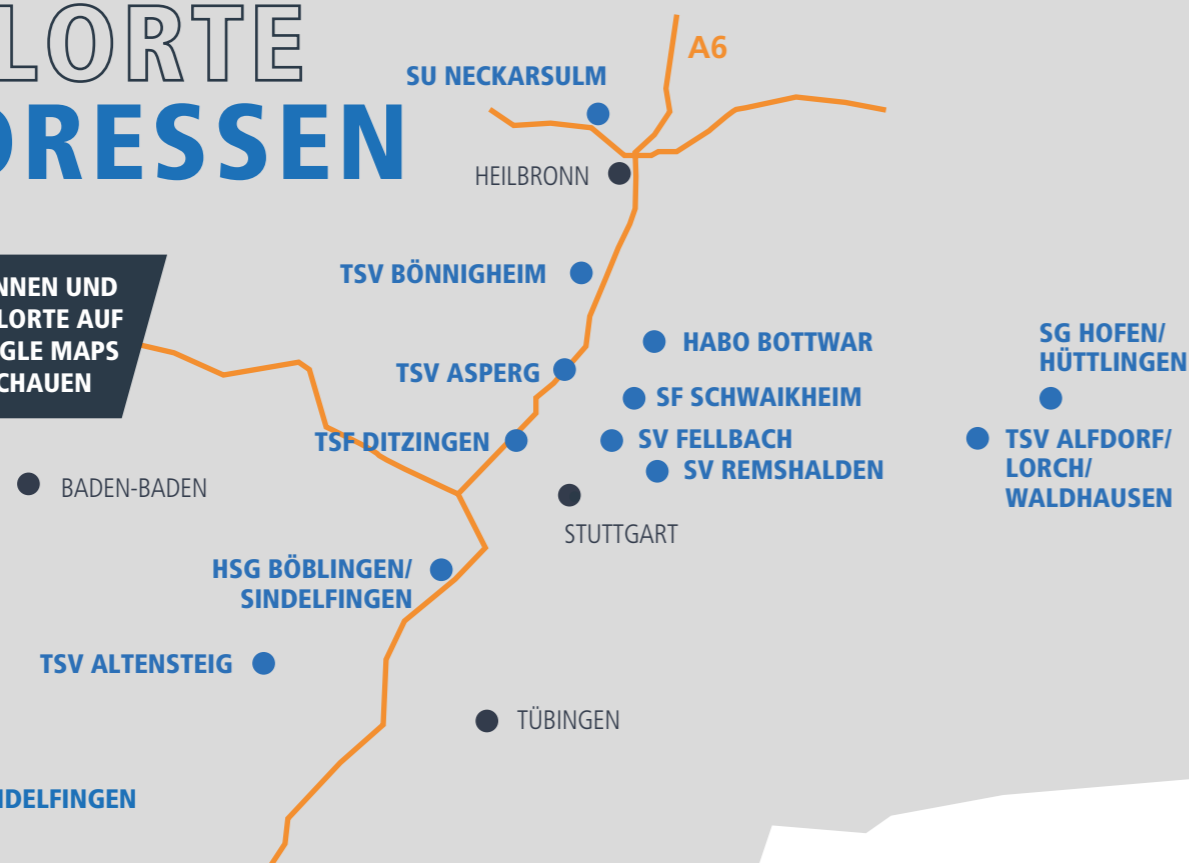 LORTE
DRESSEN
A6
SU NECKARSULM
HEILBRONN
NNEN UND
LORTE AUF
GLE MAPS
CHAUEN
TSV BÖNNIGHEIM
HABO BOTTWAR
SG HOFEN/
HÜTTLINGEN
TSV ASPERG
SF SCHWAIKHEIM
TSF DITZINGEN
SV FELLBACH
SV REMSHALDEN
TSV ALFDORF/
LORCH/
WALDHAUSEN
BADEN-BADEN
STUTTGART
HSG BÖBLINGEN/
SINDELFINGEN
TSV ALTENSTEIG
TÜBINGEN
NDELFINGEN